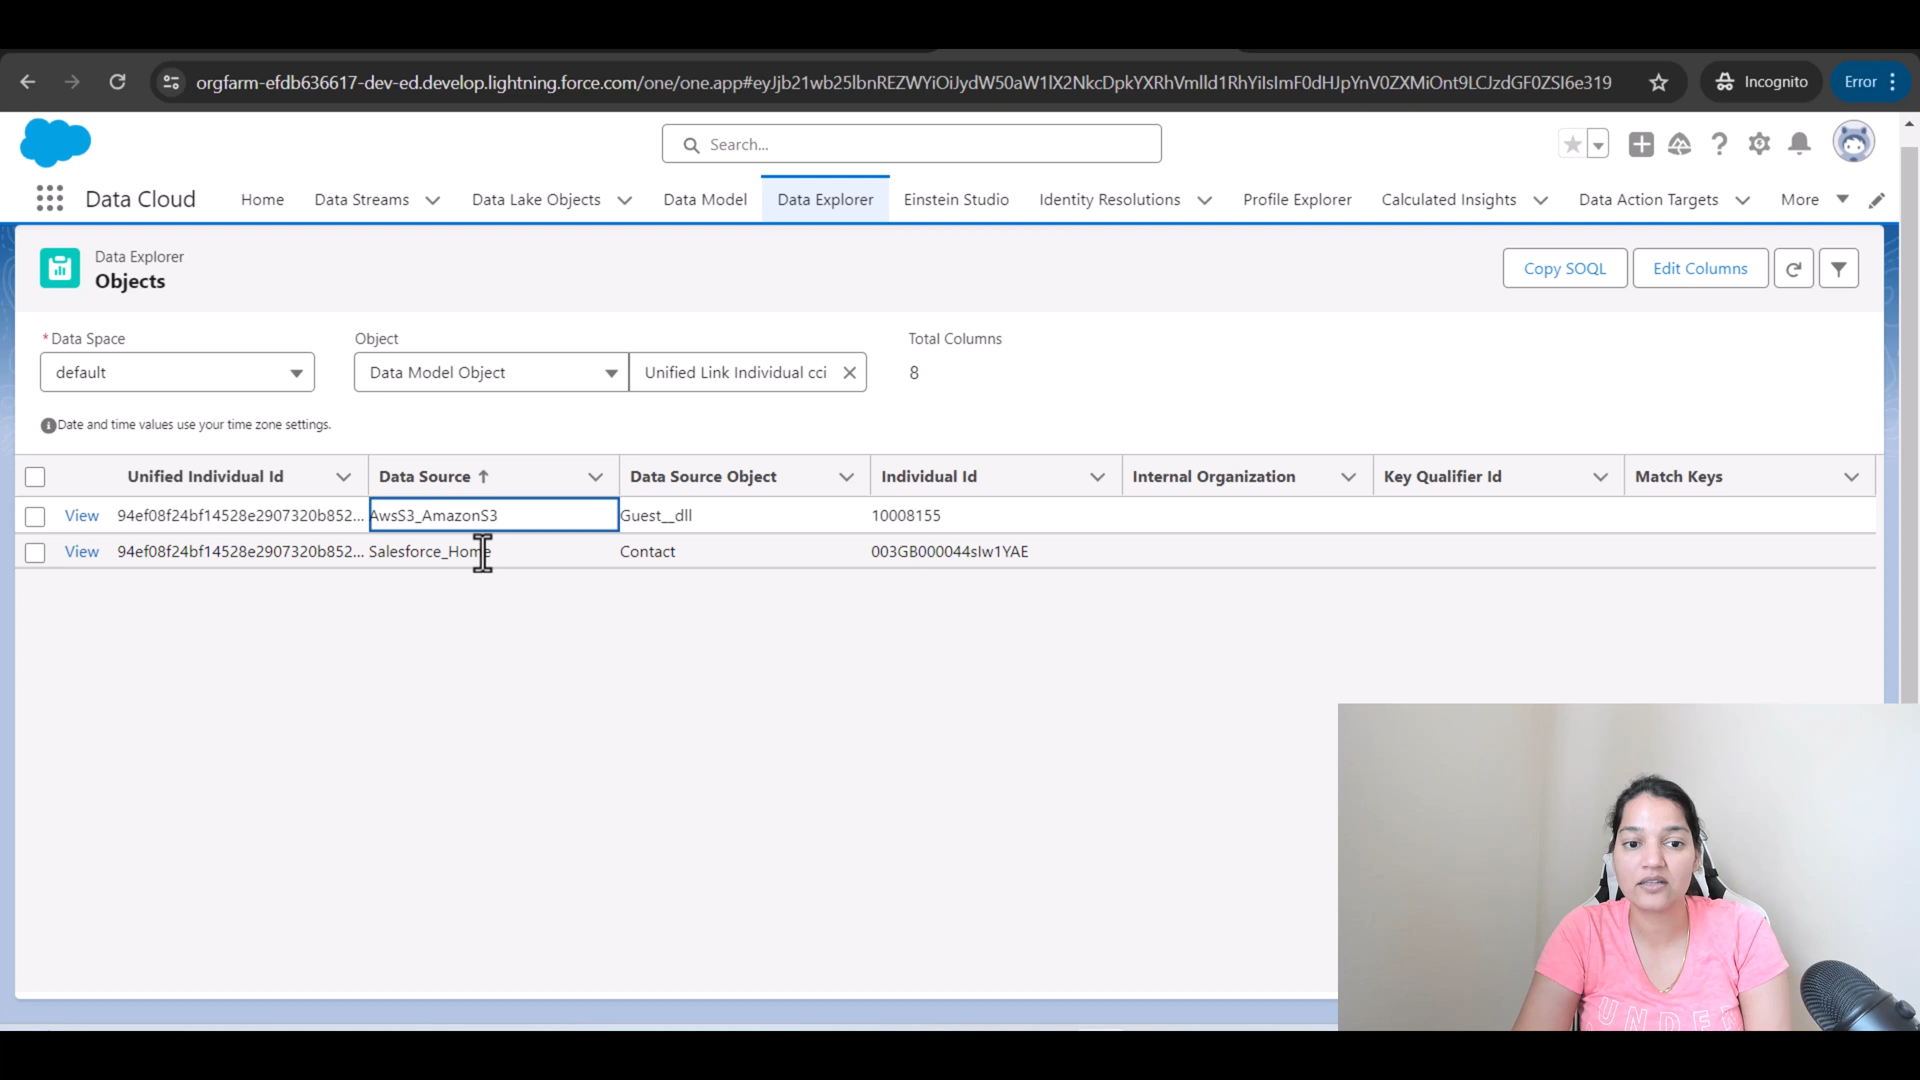 orgfarm-efdb636617-dev-ed.develop.lightning.force.com/one/one.app#eyJjb21wb25lbnREZWYiOiJydW50aW1lX2NkcDpkYXRhVmlld1RhYiIsImF0dHJpYnV0ZXMiOnt9LCJzdGF0ZSI6e319
Incognito
Error
Search...
Data Cloud
Home
Data Streams
Data Lake Objects
Data Model
Data Explorer
Einstein Studio
Identity Resolutions
Profile Explorer
Calculated Insights
Data Action Targets
More
Data Explorer
Objects
Copy SOQL
Edit Columns
* Data Space
Object
Total Columns
default
Data Model Object
Unified Link Individual cci
8
Date and time values use your time zone settings.
Unified Individual Id
Data Source
Data Source Object
Individual Id
Internal Organization
Key Qualifier Id
Match Keys
View 94ef08f24bf14528e2907320b852... AwsS3_AmazonS3 Guest__dll 10008155
View 94ef08f24bf14528e2907320b852... Salesforce_Home Contact 003GB000044sIw1YAE
UNDER